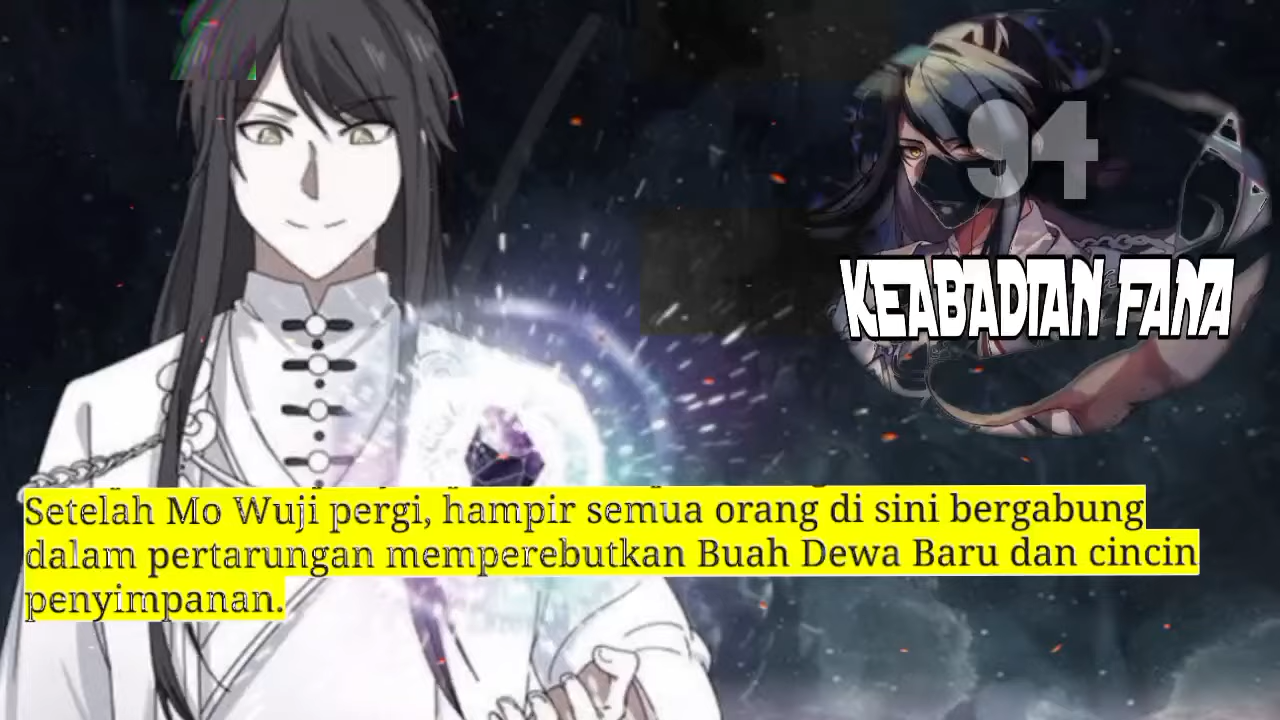 94
KEABADIAN FANA
Setelah Mo Wuji pergi, hampir semua orang di sini bergabung
dalam pertarungan memperebutkan Buah Dewa Baru dan cincin
penyimpanan.